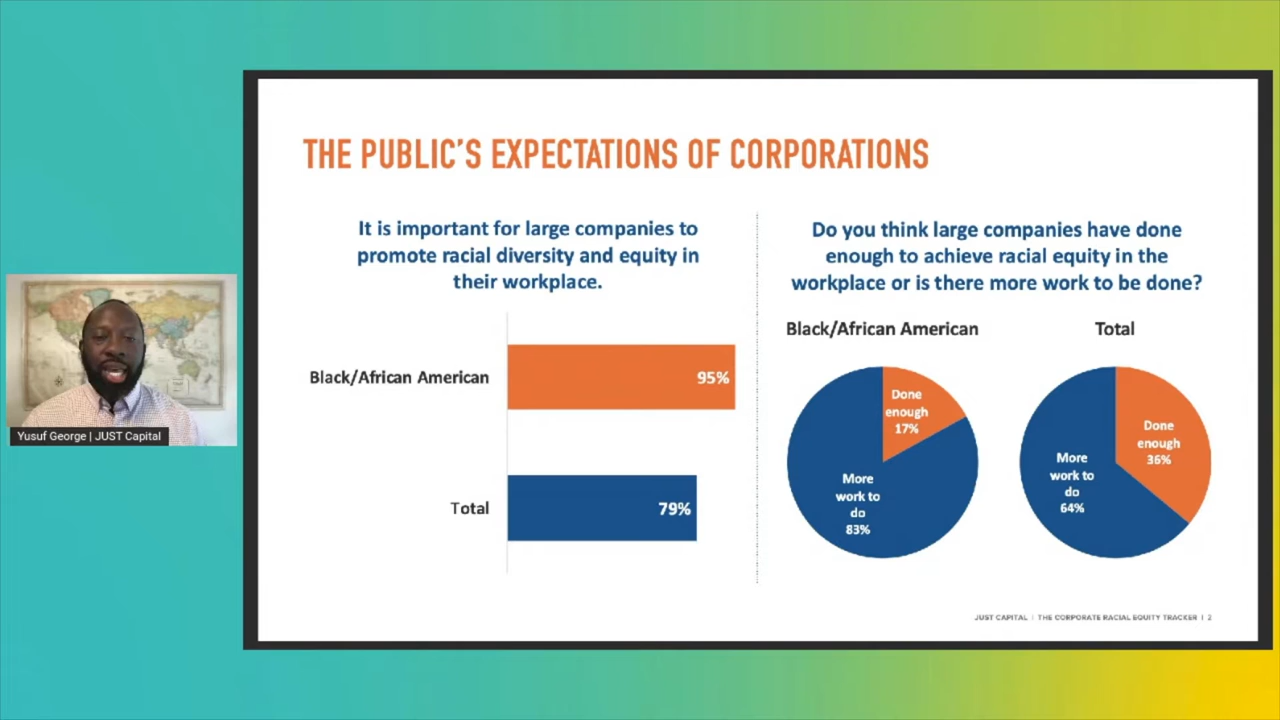 THE PUBLIC'S EXPECTATIONS OF CORPORATIONS
It is important for large companies to
promote racial diversity and equity in
their workplace.
Black/African American
95%
Total
79%
Do you think large companies have done
enough to achieve racial equity in the
workplace or is there more work to be done?
Black/African American
Done
enough
17%
More
work to
do
83%
Total
Done
enough
36%
More
work to
do
64%
JUST CAPITAL | THE CORPORATE RACIAL EQUITY TRACKER | 2
Yusuf George | JUST Capital